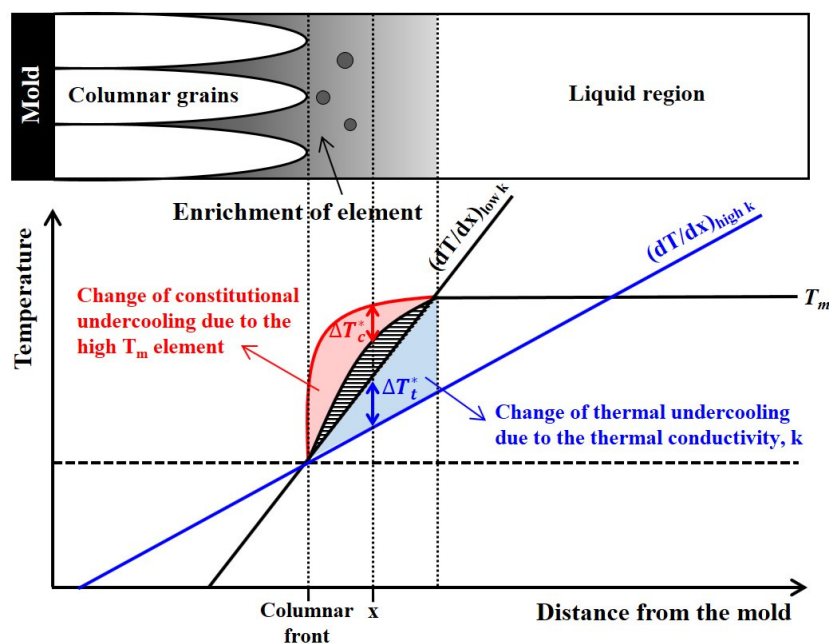 Mold
Columnar grains
Liquid region
Enrichment of element
(dT/dx)low k
(dT/dx)high k
Temperature
Change of constitutional
undercooling due to the
high Tm element
ΔT*c
Tm
ΔT*t
Change of thermal undercooling
due to the thermal conductivity, k
Columnar
front
x
Distance from the mold